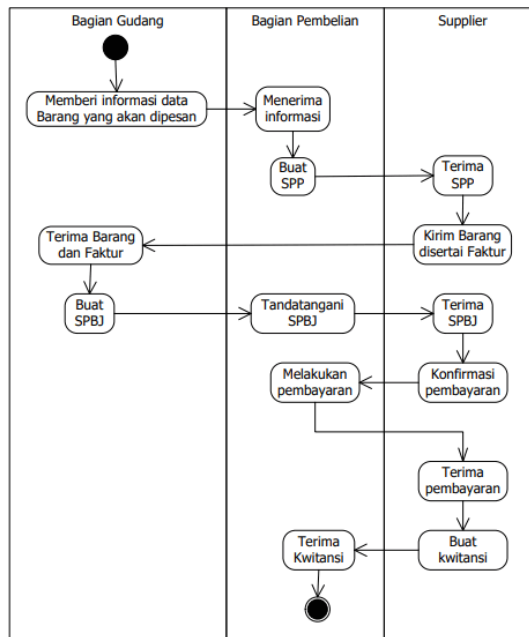 Bagian Gudang
Bagian Pembelian
Supplier
Memberi informasi data
Barang yang akan dipesan
Menerima
informasi
Buat
SPP
Terima
SPP
Kirim Barang
disertai Faktur
Terima Barang
dan Faktur
Buat
SPBJ
Tandatangani
SPBJ
Terima
SPBJ
Konfirmasi
pembayaran
Melakukan
pembayaran
Terima
pembayaran
Buat
kwitansi
Terima
Kwitansi